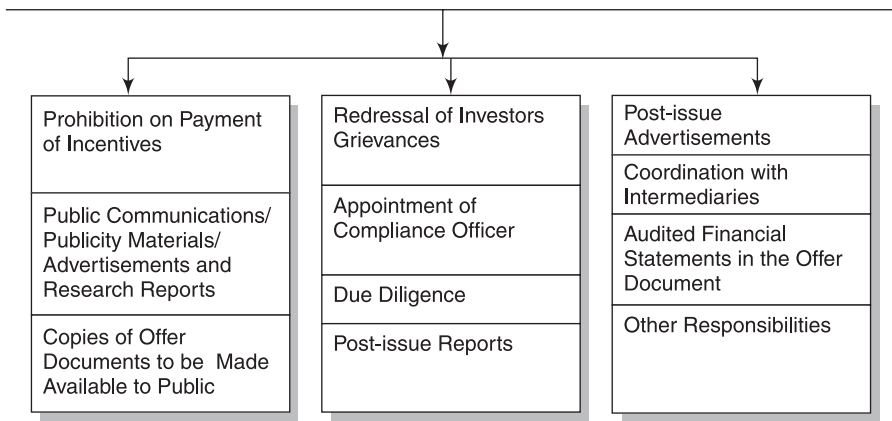 Prohibition on Payment
of Incentives
Public Communications/
Publicity Materials/
Advertisements and
Research Reports
Copies of Offer
Documents to be Made
Available to Public
Redressal of Investors
Grievances
Appointment of
Compliance Officer
Due Diligence
Post-issue Reports
Post-issue
Advertisements
Coordination with
Intermediaries
Audited Financial
Statements in the Offer
Document
Other Responsibilities